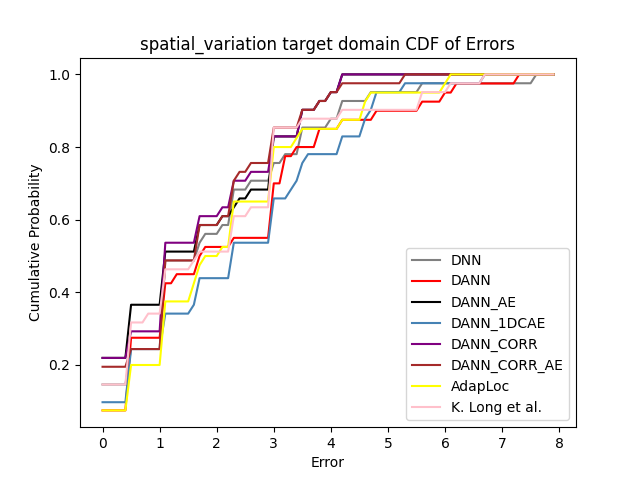 spatial_variation target domain CDF of Errors
Cumulative Probability
1.0
0.8
0.6
0.4
0.2
DNN
DANN
DANN_AE
DANN_1DCAE
DANN_CORR
DANN_CORR_AE
AdapLoc
K. Long et al.
0 1 2 3 4 5 6 7 8
Error